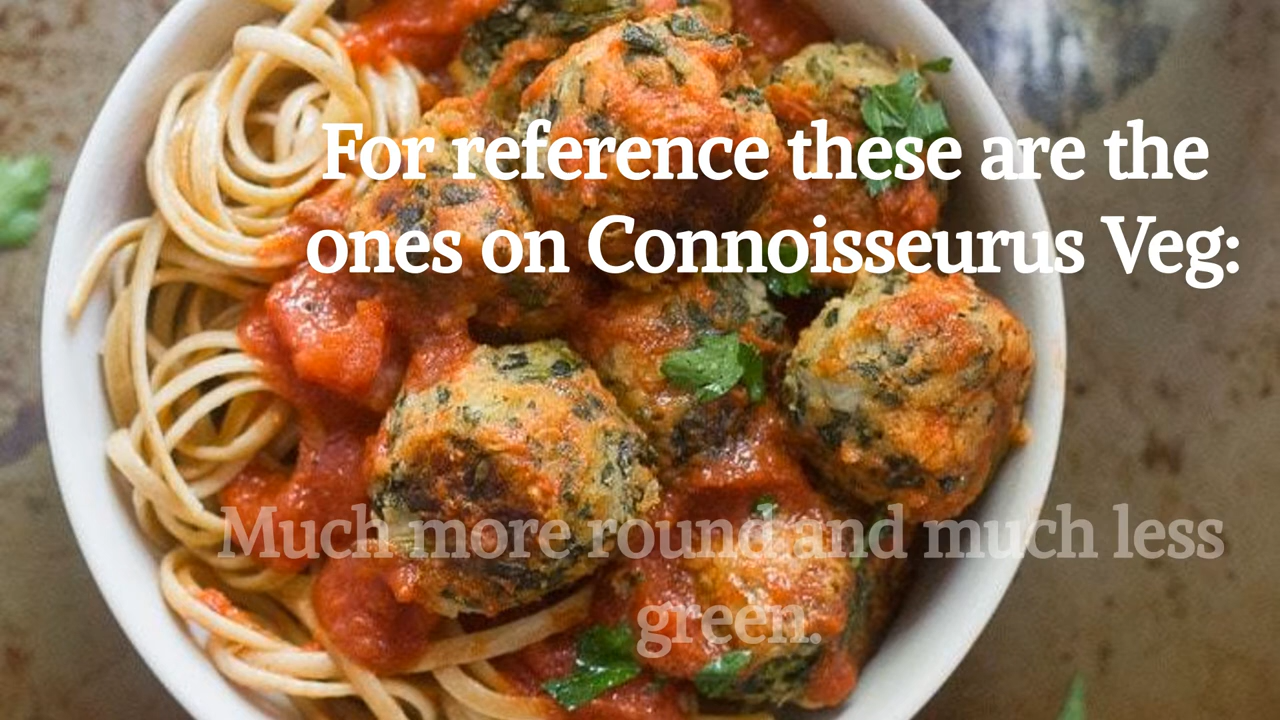 For reference these are the
ones on Connoisseurus Veg:
Much more round and much less
green.